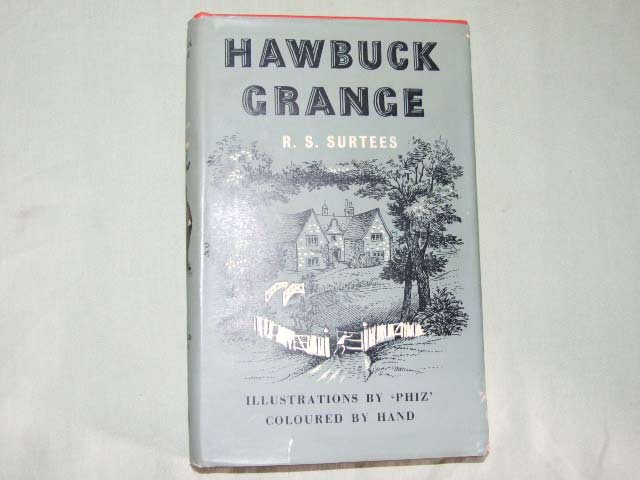 HAWBUCK
GRANGE
R. S. SURTEES
ILLUSTRATIONS BY 'PHIZ'
COLOURED BY HAND